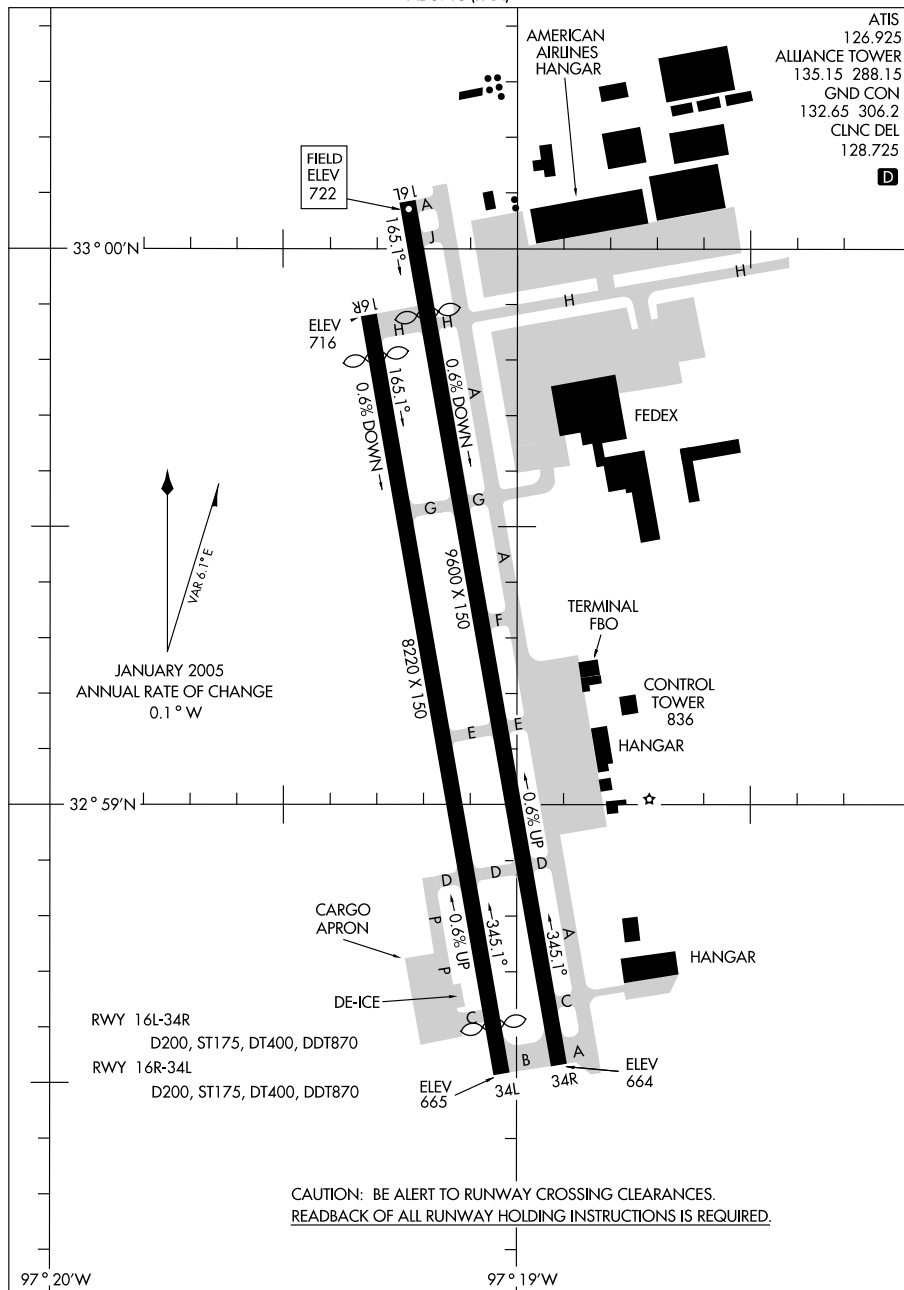 ATIS
126.925
ALLIANCE TOWER
135.15 288.15
GND CON
132.65 306.2
CLNC DEL
128.725
D
AMERICAN
AIRLINES
HANGAR
FIELD
ELEV
722
16L
A
J
165.1°
33° 00'N
H
H
16R
ELEV
716
H
H
165.1°
0.6% DOWN
0.6% DOWN
A
FEDEX
G
G
VAR 6.1° E
9600 X 150
A
F
TERMINAL
FBO
8220 X 150
JANUARY 2005
ANNUAL RATE OF CHANGE
0.1° W
CONTROL
TOWER
836
E
E
HANGAR
32° 59'N
0.6% UP
D
D
D
CARGO
APRON
P
P
0.6% UP
345.1°
345.1°
A
HANGAR
DE-ICE
C
C
RWY 16L-34R
D200, ST175, DT400, DDT870
RWY 16R-34L
D200, ST175, DT400, DDT870
B
A
ELEV
665
34L
34R
ELEV
664
CAUTION: BE ALERT TO RUNWAY CROSSING CLEARANCES.
READBACK OF ALL RUNWAY HOLDING INSTRUCTIONS IS REQUIRED.
97° 20'W
97° 19'W